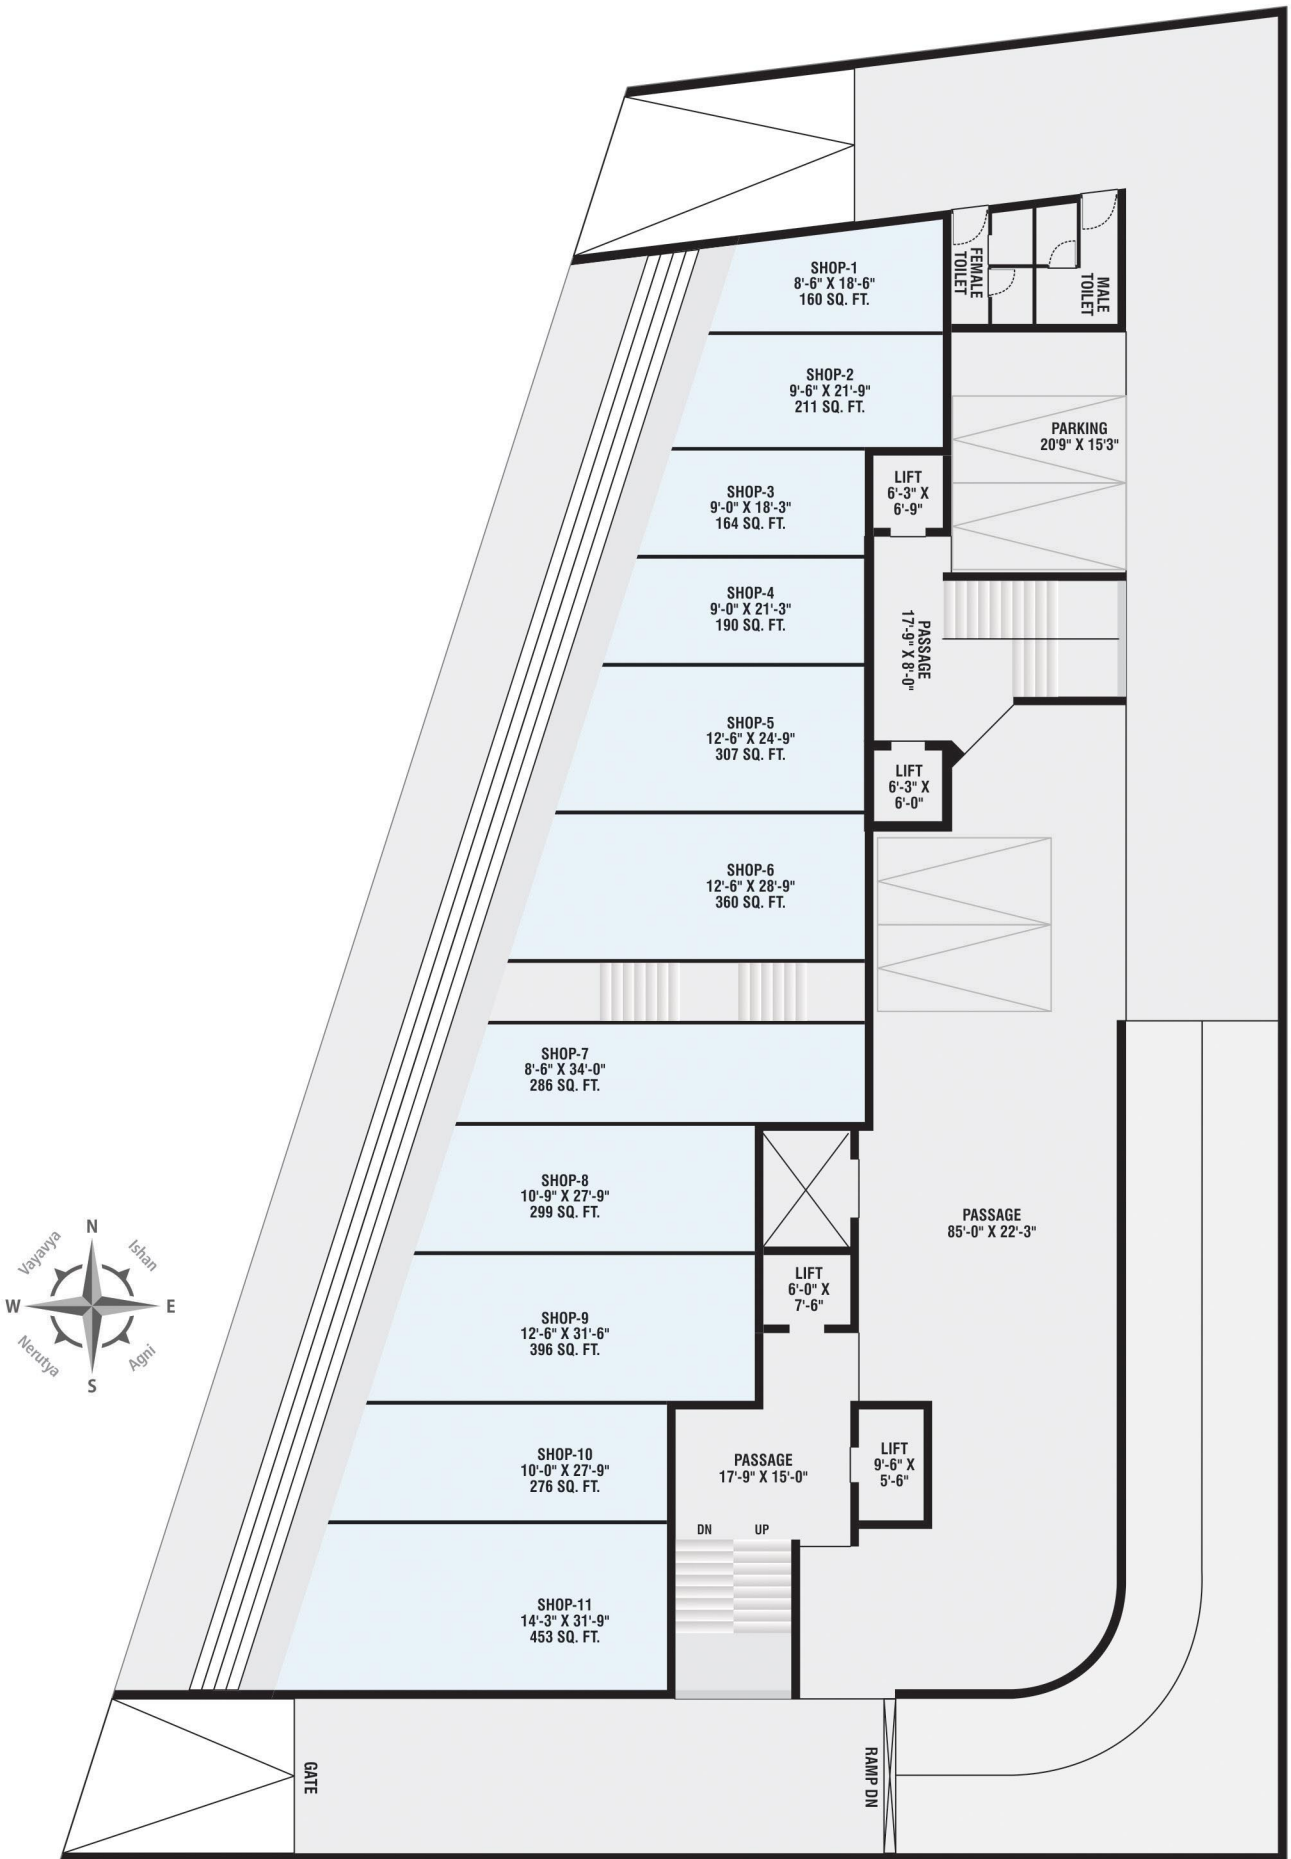 SHOP-1
8'-6" X 18'-6"
160 SQ. FT.
FEMALE
TOILET
MALE
TOILET
SHOP-2
9'-6" X 21'-9"
211 SQ. FT.
PARKING
20'9" X 15'3"
SHOP-3
9'-0" X 18'-3"
164 SQ. FT.
LIFT
6'-3" X
6'-9"
SHOP-4
9'-0" X 21'-3"
190 SQ. FT.
PASSAGE
17'-9" X 8'-0"
SHOP-5
12'-6" X 24'-9"
307 SQ. FT.
LIFT
6'-3" X
6'-0"
SHOP-6
12'-6" X 28'-9"
360 SQ. FT.
SHOP-7
8'-6" X 34'-0"
286 SQ. FT.
SHOP-8
10'-9" X 27'-9"
299 SQ. FT.
PASSAGE
85'-0" X 22'-3"
N
Vayavya
Ishan
W
E
Nerutya
Agni
S
LIFT
6'-0" X
7'-6"
SHOP-9
12'-6" X 31'-6"
396 SQ. FT.
SHOP-10
10'-0" X 27'-9"
276 SQ. FT.
PASSAGE
17'-9" X 15'-0"
LIFT
9'-6" X
5'-6"
DN
UP
SHOP-11
14'-3" X 31'-9"
453 SQ. FT.
GATE
RAMP DN